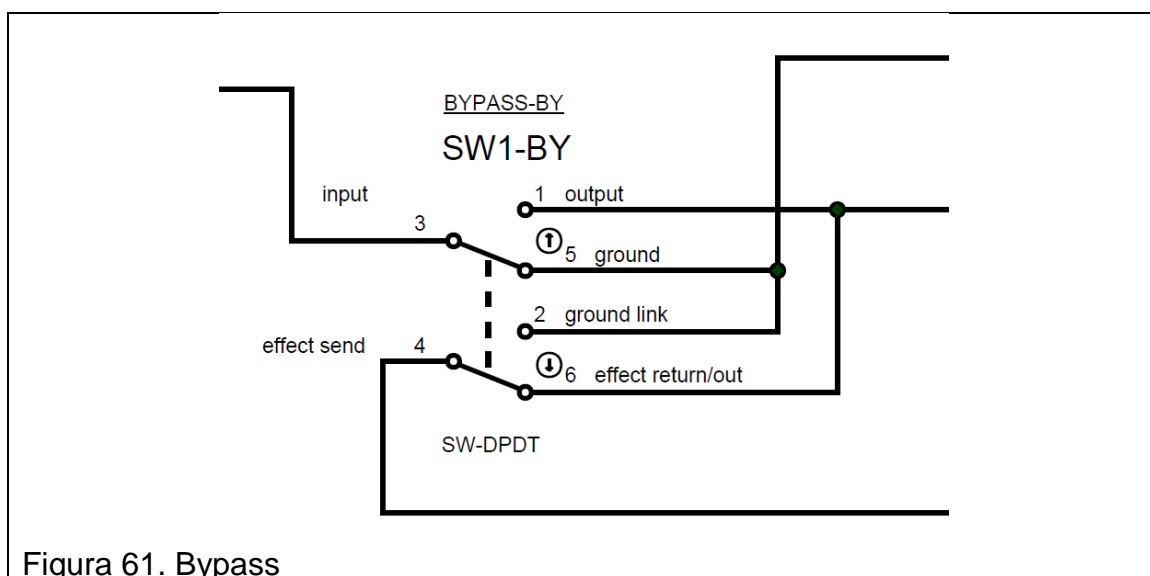 BYPASS-BY
SW1-BY
input
1 output
3
5 ground
2 ground link
effect send 4
6 effect return/out
SW-DPDT
Figura 61. Bypass